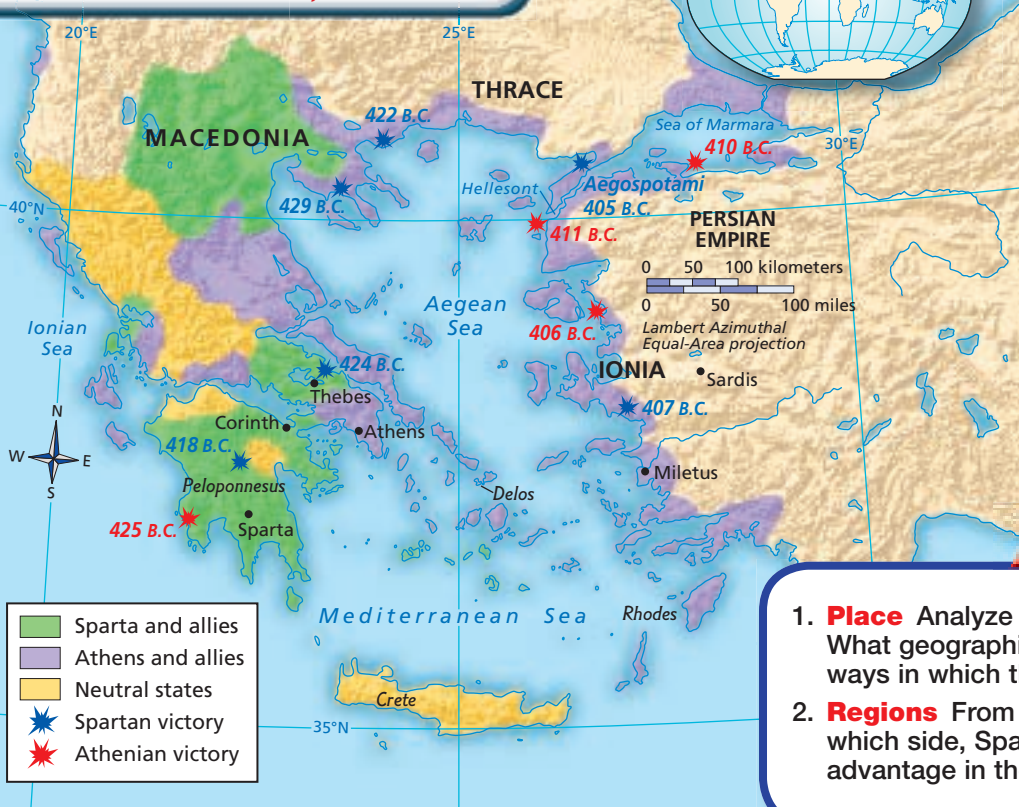 20°E
25°E
THRACE
422 B.C.
MACEDONIA
Sea of Marmara
410 B.C.
30°E
Hellesont
Aegospotami
405 B.C.
429 B.C.
40°N
411 B.C.
PERSIAN
EMPIRE
0 50 100 kilometers
0 50 100 miles
Lambert Azimuthal
Equal-Area projection
Aegean
Sea
Ionian
Sea
406 B.C.
424 B.C.
IONIA
Sardis
Thebes
407 B.C.
Corinth
Athens
418 B.C.
N
W E
S
Miletus
Peloponnesus
Delos
425 B.C.
Sparta
Mediterranean Sea
Rhodes
Crete
35°N
Sparta and allies
Athens and allies
Neutral states
Spartan victory
Athenian victory
1. Place Analyze
What geographi
ways in which t
2. Regions From
which side, Spa
advantage in th